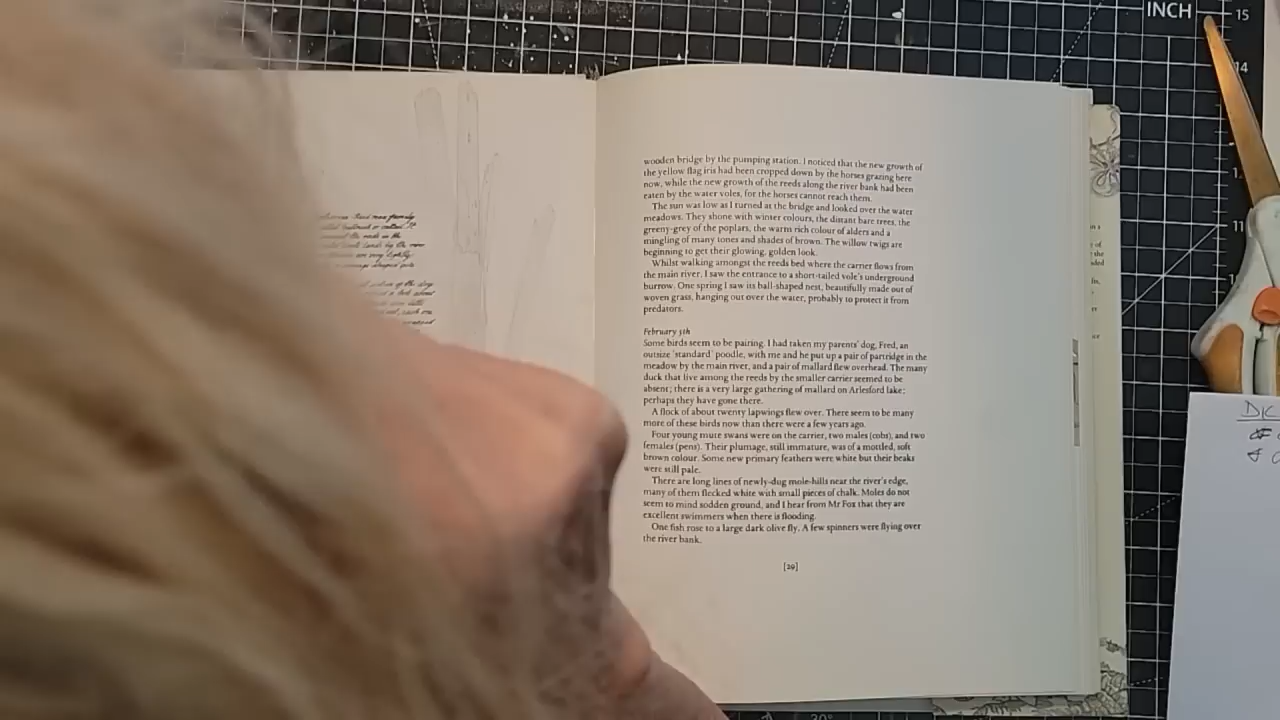 INCH
15
14
11
wooden bridge by the pumping station. I noticed that the new growth of
the yellow flag iris had been cropped down by the horses grazing here
now, while the new growth of the reeds along the river bank had been
eaten by the water voles, for the horses cannot reach them.
The sun was low as I turned at the bridge and looked over the water
meadows. They shone with winter colours, the distant bare trees, the
greeny-grey of the poplars, the warm rich colour of alders and a
mingling of many tones and shades of brown. The willow twigs are
beginning to get their glowing, golden look.
Whilst walking amongst the reeds bed where the carrier flows from
the main river, I saw the entrance to a short-tailed vole's underground
burrow. One spring I saw its ball-shaped nest, beautifully made out of
woven grass, hanging out over the water, probably to protect it from
predators.
February 5th
Some birds seem to be pairing. I had taken my parents' dog, Fred, an
outsize 'standard' poodle, with me and he put up a pair of partridge in the
meadow by the main river, and a pair of mallard flew overhead. The many
duck that live among the reeds by the smaller carrier seemed to be
absent; there is a very large gathering of mallard on Arlesford lake;
perhaps they have gone there.
A flock of about twenty lapwings flew over. There seem to be many
more of these birds now than there were a few years ago.
Four young mute swans were on the carrier, two males (cobs), and two
females (pens). Their plumage, still immature, was of a mottled, soft
brown colour. Some new primary feathers were white but their beaks
were still pale.
There are long lines of newly-dug mole-hills near the river's edge,
many of them flecked white with small pieces of chalk. Moles do not
seem to mind sodden ground, and I hear from Mr Fox that they are
excellent swimmers when there is flooding.
One fish rose to a large dark olive fly. A few spinners were flying over
the river bank.
[29]